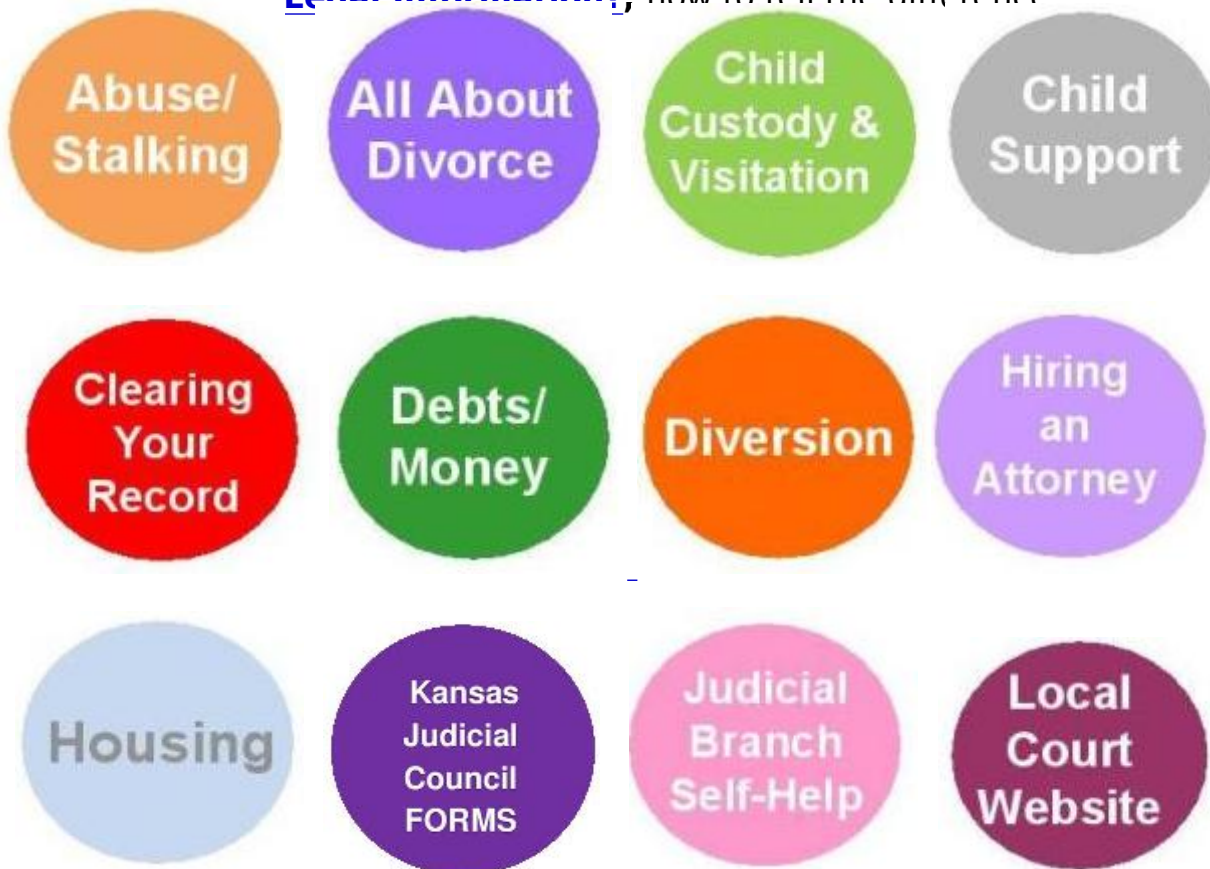 Abuse/
Stalking
All About
Divorce
Child
Custody &
Visitation
Child
Support
Clearing
Your
Record
Debts/
Money
Diversion
Hiring
an
Attorney
Housing
Kansas
Judicial
Council
FORMS
Judicial
Branch
Self-Help
Local
Court
Website